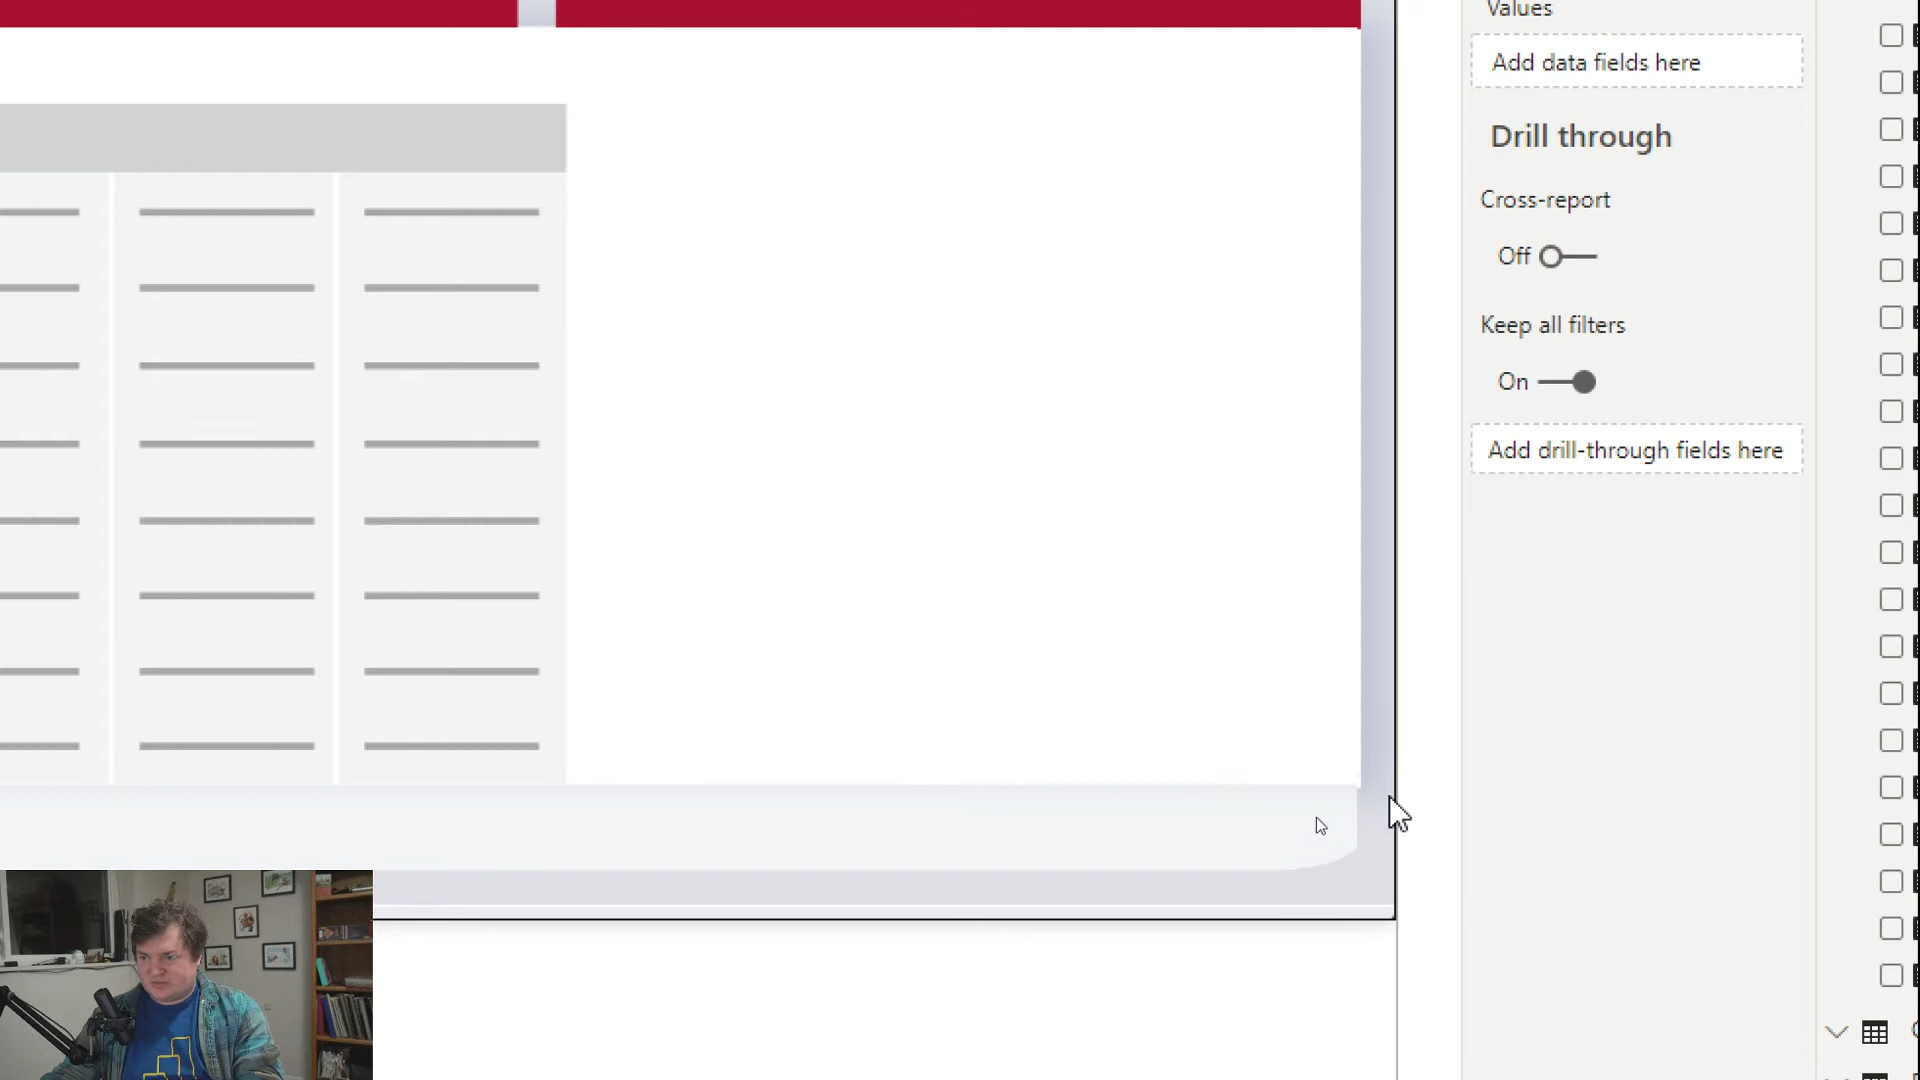 Values
Add data fields here
Drill through
Cross-report
Off
Keep all filters
On
Add drill-through fields here